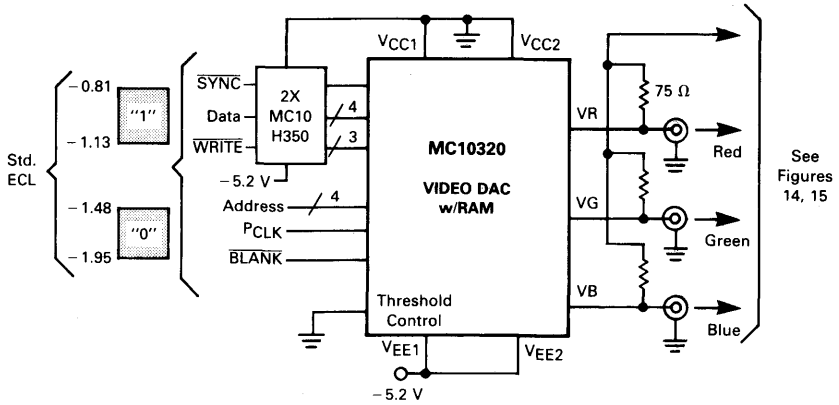 VCC1
VCC2
Std.
ECL
−0.81
"1"
−1.13
−1.48
"0"
−1.95
SYNC
Data
WRITE
2X
MC10
H350
4
3
−5.2 V
Address
4
PCLK
BLANK
MC10320
VIDEO DAC
w/RAM
Threshold
Control
VEE1
VEE2
−5.2 V
75 Ω
VR
Red
VG
Green
VB
Blue
See
Figures
14, 15